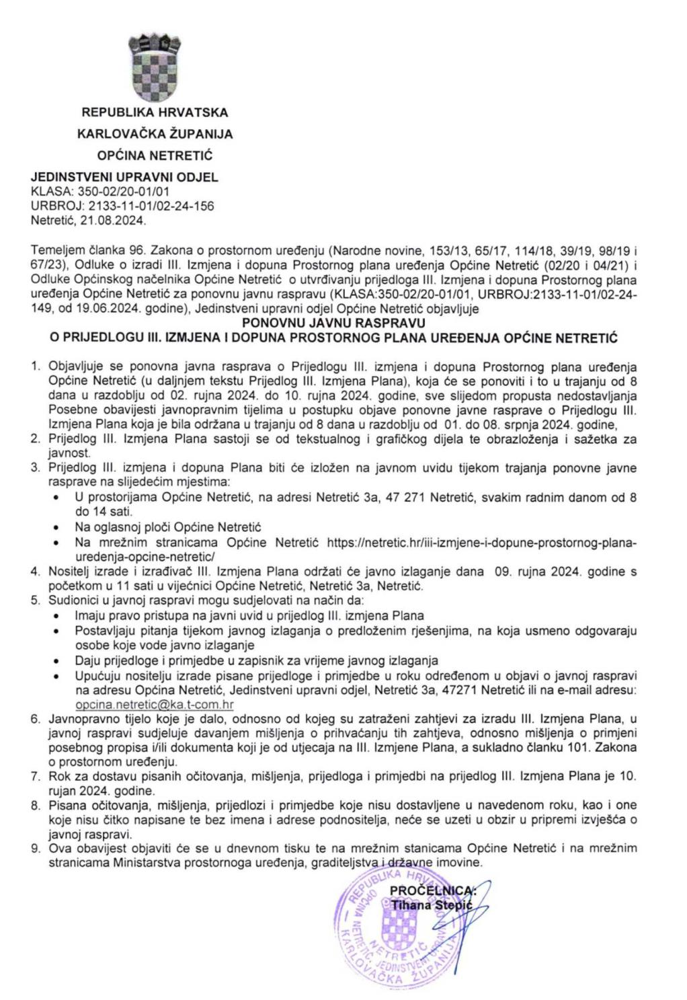 REPUBLIKA HRVATSKA
KARLOVAČKA ŽUPANIJA
OPĆINA NETRETIĆ
JEDINSTVENI UPRAVNI ODJEL
KLASA: 350-02/20-01/01
URBROJ: 2133-11-01/02-24-156
Netretić, 21.08.2024.
Temeljem članka 96. Zakona o prostornom uređenju (Narodne novine, 153/13, 65/17, 114/18, 39/19, 98/19 i
67/23), Odluke o izradi III. Izmjena i dopuna Prostornog plana uređenja Općine Netretić (02/20 i 04/21) i
Odluke Općinskog načelnika Općine Netretić o utvrđivanju prijedloga III. Izmjena i dopuna Prostornog plana
uređenja Općine Netretić za ponovnu javnu raspravu (KLASA:350-02/20-01/01, URBROJ:2133-11-01/02-24-
149, od 19.06.2024. godine), Jedinstveni upravni odjel Općine Netretić objavljuje
PONOVNU JAVNU RASPRAVU
O PRIJEDLOGU III. IZMJENA I DOPUNA PROSTORNOG PLANA UREĐENJA OPĆINE NETRETIĆ
1. Objavljuje se ponovna javna rasprava o Prijedlogu III. izmjena i dopuna Prostornog plana uređenja
Općine Netretić (u daljnjem tekstu Prijedlog III. Izmjena Plana), koja će se ponoviti i to u trajanju od 8
dana u razdoblju od 02. rujna 2024. do 10. rujna 2024. godine, sve slijedom propusta nedostavljanja
Posebne obavijesti javnopravnim tijelima u postupku objave ponovne javne rasprave o Prijedlogu III.
Izmjena Plana koja je bila održana u trajanju od 8 dana u razdoblju od 01. do 08. srpnja 2024. godine,
2. Prijedlog III. Izmjena Plana sastoji se od tekstualnog i grafičkog dijela te obrazloženja i sažetka za
javnost.
3. Prijedlog III. izmjena i dopuna Plana biti će izložen na javnom uvidu tijekom trajanja ponovne javne
rasprave na slijedećim mjestima:
• U prostorijama Općine Netretić, na adresi Netretić 3a, 47 271 Netretić, svakim radnim danom od 8
do 14 sati.
• Na oglasnoj ploči Općine Netretić
• Na mrežnim stranicama Općine Netretić https://netretic.hr/iii-izmjene-i-dopune-prostornog-plana-
uredenja-opcine-netretic/
4. Nositelj izrade i izrađivač III. Izmjena Plana održati će javno izlaganje dana 09. rujna 2024. godine s
početkom u 11 sati u vijećnici Općine Netretić, Netretić 3a, Netretić.
5. Sudionici u javnoj raspravi mogu sudjelovati na način da:
• Imaju pravo pristupa na javni uvid u prijedlog III. izmjena Plana
• Postavljaju pitanja tijekom javnog izlaganja o predloženim rješenjima, na koja usmeno odgovaraju
osobe koje vode javno izlaganje
• Daju prijedloge i primjedbe u zapisnik za vrijeme javnog izlaganja
• Upućuju nositelju izrade pisane prijedloge i primjedbe u roku određenom u objavi o javnoj raspravi
na adresu Općina Netretić, Jedinstveni upravni odjel, Netretić 3a, 47271 Netretić ili na e-mail adresu:
opcina.netretic@ka.t-com.hr
6. Javnopravno tijelo koje je dalo, odnosno od kojeg su zatraženi zahtjevi za izradu III. Izmjena Plana, u
javnoj raspravi sudjeluje davanjem mišljenja o prihvaćanju tih zahtjeva, odnosno mišljenja o primjeni
posebnog propisa i/ili dokumenta koji je od utjecaja na III. Izmjene Plana, a sukladno članku 101. Zakona
o prostornom uređenju.
7. Rok za dostavu pisanih očitovanja, mišljenja, prijedloga i primjedbi na prijedlog III. Izmjena Plana je 10.
rujan 2024. godine.
8. Pisana očitovanja, mišljenja, prijedlozi i primjedbe koje nisu dostavljene u navedenom roku, kao i one
koje nisu čitko napisane te bez imena i adrese podnositelja, neće se uzeti u obzir u pripremi izvješća o
javnoj raspravi.
9. Ova obavijest objaviti će se u dnevnom tisku te na mrežnim stanicama Općine Netretić i na mrežnim
stranicama Ministarstva prostornoga uređenja, graditeljstva i državne imovine.
PROČELNICA:
Tihana Stepić
REPUBLIKA HRVATSKA
KARLOVAČKA ŽUPANIJA
OPĆINA NETRETIĆ, JEDINSTVENI UPRAVNI
NETRETIĆ